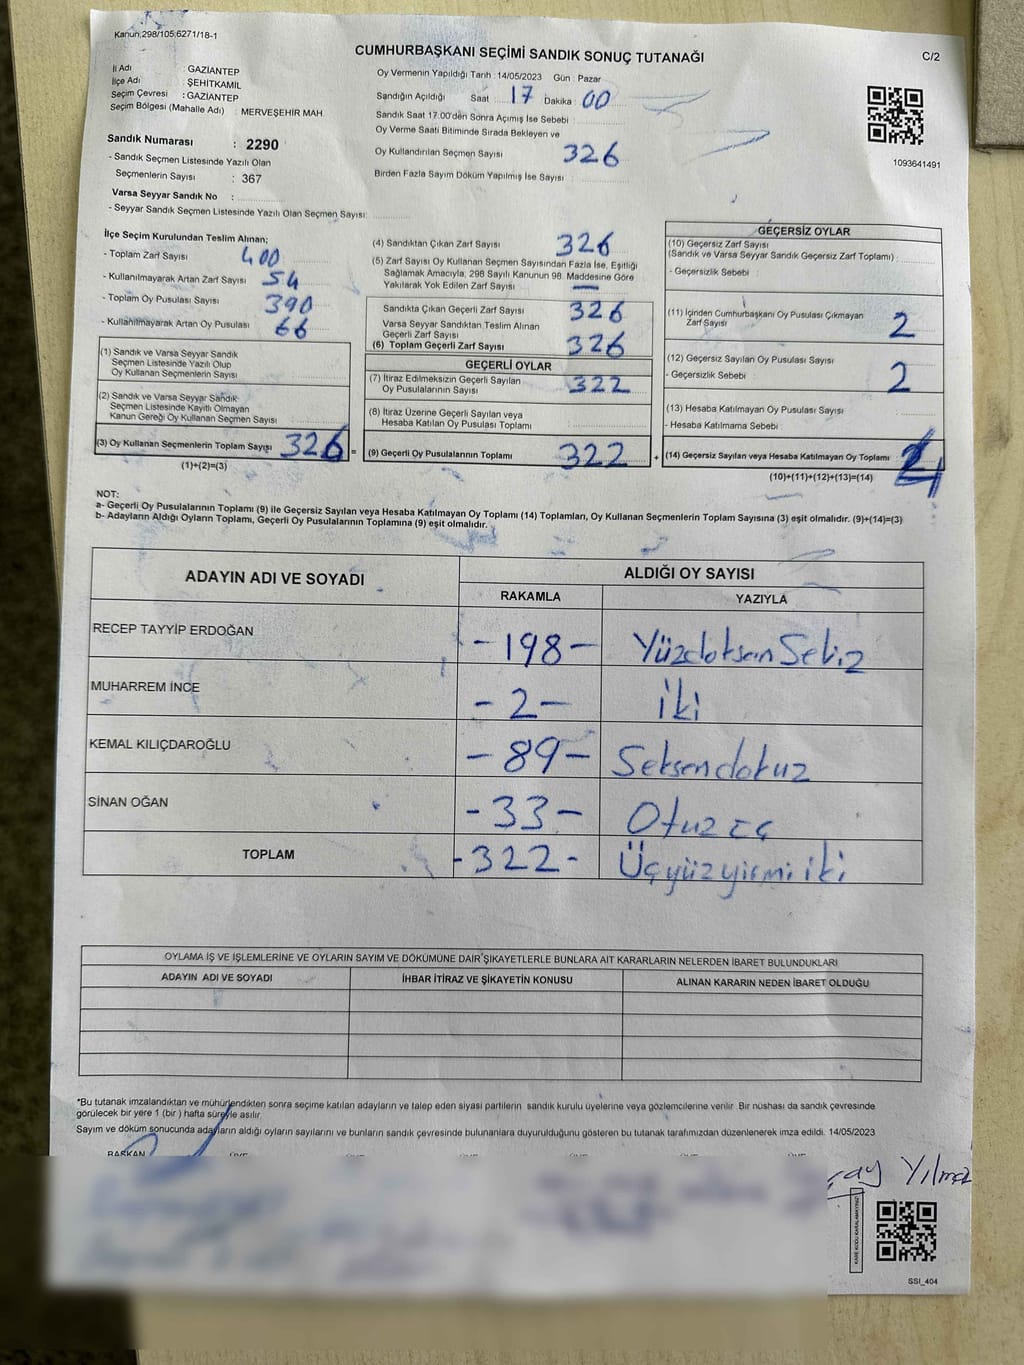 Kanun:298/105;6271/18-1
CUMHURBAŞKANI SEÇİMİ SANDIK SONUÇ TUTANAĞI
C/2
İl Adı : GAZİANTEP
İlçe Adı : ŞEHİTKAMİL
Seçim Çevresi : GAZİANTEP
Seçim Bölgesi (Mahalle Adı) : MERVEŞEHİR MAH
Sandık Numarası : 2290
- Sandık Seçmen Listesinde Yazılı Olan
Seçmenlerin Sayısı : 367
Varsa Seyyar Sandık No :
- Seyyar Sandık Seçmen Listesinde Yazılı Olan Seçmen Sayısı:
Oy Vermenin Yapıldığı Tarih :14/05/2023 Gün : Pazar
Sandığın Açıldığı Saat 17 Dakika 00
Sandık Saat 17.00'den Sonra Açımış İse Sebebi :
Oy Verme Saati Bitiminde Sırada Bekleyen ve
Oy Kullandırılan Seçmen Sayısı 326
Birden Fazla Sayım Döküm Yapılmış İse Sayısı :
1093641491
İlçe Seçim Kurulundan Teslim Alınan;
- Toplam Zarf Sayısı 400
- Kullanılmayarak Artan Zarf Sayısı 54
- Toplam Oy Pusulası Sayısı 390
- Kullanılmayarak Artan Oy Pusulası 66
(1) Sandık ve Varsa Seyyar Sandık
Seçmen Listesinde Yazılı Olup
Oy Kullanan Seçmenlerin Sayısı
(2) Sandık ve Varsa Seyyar Sandık
Seçmen Listesinde Kayıtlı Olmayan
Kanun Gereği Oy Kullanan Seçmen Sayısı
(3) Oy Kullanan Seçmenlerin Toplam Sayısı 326 =
(1)+(2)=(3)
(4) Sandıktan Çıkan Zarf Sayısı 326
(5) Zarf Sayısı Oy Kullanan Seçmen Sayısından Fazla İse, Eşitliği
Sağlamak Amacıyla, 298 Sayılı Kanunun 98. Maddesine Göre
Yakılarak Yok Edilen Zarf Sayısı —
Sandıkta Çıkan Geçerli Zarf Sayısı 326
Varsa Seyyar Sandıktan Teslim Alınan
Geçerli Zarf Sayısı
(6) Toplam Geçerli Zarf Sayısı 326
GEÇERLİ OYLAR
(7) İtiraz Edilmeksizin Geçerli Sayılan
Oy Pusulalarının Sayısı 322
(8) İtiraz Üzerine Geçerli Sayılan veya
Hesaba Katılan Oy Pusulası Toplamı
(9) Geçerli Oy Pusulalarının Toplamı 322 +
GEÇERSİZ OYLAR
(10) Geçersiz Zarf Sayısı
(Sandık ve Varsa Seyyar Sandık Geçersiz Zarf Toplamı) :
- Geçersizlik Sebebi :
(11) İçinden Cumhurbaşkanı Oy Pusulası Çıkmayan
Zarf Sayısı 2
(12) Geçersiz Sayılan Oy Pusulası Sayısı
- Geçersizlik Sebebi : 2
(13) Hesaba Katılmayan Oy Pusulası Sayısı
- Hesaba Katılmama Sebebi :
(14) Geçersiz Sayılan veya Hesaba Katılmayan Oy Toplamı 4
(10)+(11)+(12)+(13)=(14)
NOT:
a- Geçerli Oy Pusulalarının Toplamı (9) ile Geçersiz Sayılan veya Hesaba Katılmayan Oy Toplamı (14) Toplamları, Oy Kullanan Seçmenlerin Toplam Sayısına (3) eşit olmalıdır. (9)+(14)=(3)
b- Adayların Aldığı Oyların Toplamı, Geçerli Oy Pusulalarının Toplamına (9) eşit olmalıdır.
ADAYIN ADI VE SOYADI ALDIĞI OY SAYISI
RAKAMLA YAZIYLA
RECEP TAYYİP ERDOĞAN -198- Yüzdoksan Sekiz
MUHARREM İNCE -2- iki
KEMAL KILIÇDAROĞLU -89- Seksendokuz
SİNAN OĞAN -33- Otuz üç
TOPLAM -322- Üçyüzyirmi iki
OYLAMA İŞ VE İŞLEMLERİNE VE OYLARIN SAYIM VE DÖKÜMÜNE DAİR ŞİKAYETLERLE BUNLARA AİT KARARLARIN NELERDEN İBARET BULUNDUKLARI
ADAYIN ADI VE SOYADI İHBAR İTİRAZ VE ŞİKAYETİN KONUSU ALINAN KARARIN NEDEN İBARET OLDUĞU
*Bu tutanak imzalandıktan ve mühürlendikten sonra seçime katılan adayların ve talep eden siyasi partilerin sandık kurulu üyelerine veya gözlemcilerine verilir. Bir nüshası da sandık çevresinde
görülecek bir yere 1 (bir ) hafta süreyle asılır.
Sayım ve döküm sonucunda adayların aldığı oyların sayılarını ve bunların sandık çevresinde bulunanlara duyurulduğunu gösteren bu tutanak tarafımızdan düzenlenerek imza edildi. 14/05/2023
BAŞKAN
Yılmaz
KARE KODU KARALAMAYINIZ
SSI_404